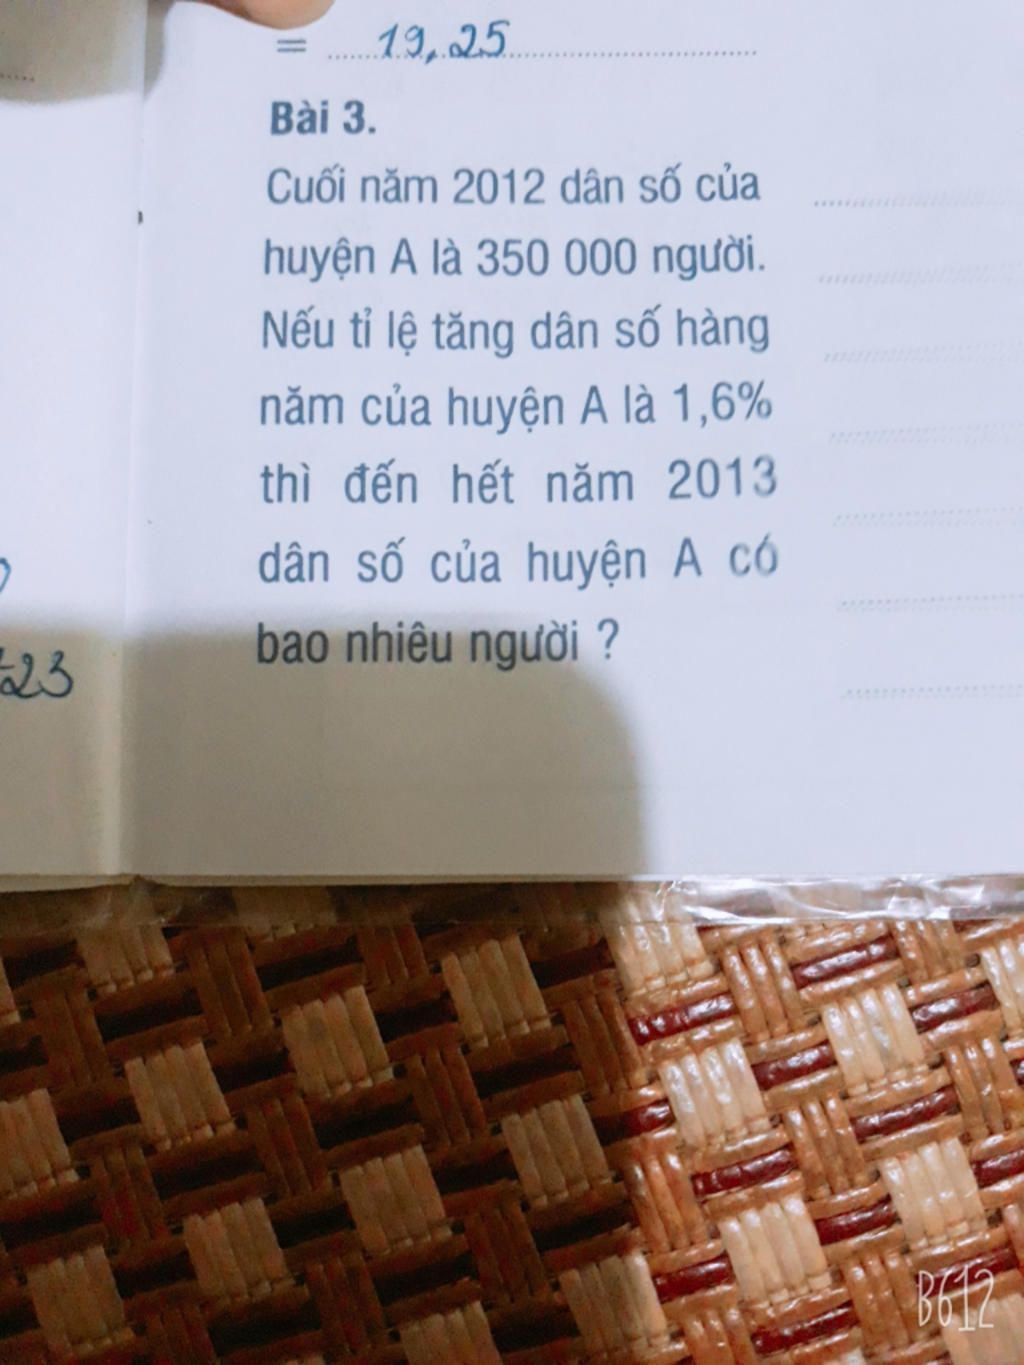 = 19,25
Bài 3.
Cuối năm 2012 dân số của
huyện A là 350 000 người.
Nếu tỉ lệ tăng dân số hàng
năm của huyện A là 1,6%
thì đến hết năm 2013
dân số của huyện A có
bao nhiêu người ?
23
B612